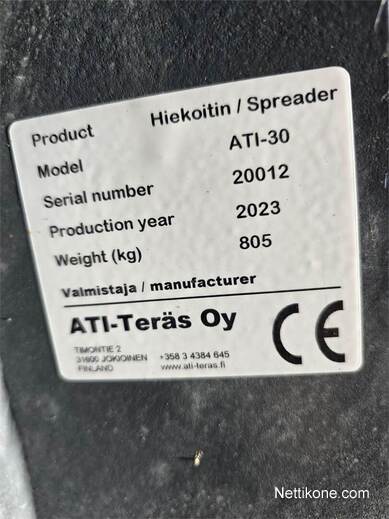 Product Hiekoitin / Spreader
Model ATI-30
Serial number 20012
Production year 2023
Weight (kg) 805
Valmistaja / manufacturer
ATI-Teräs Oy CE
TIMONTIE 2
31600 JOKIOINEN +358 3 4384 645
FINLAND www.ati-teras.fi
Nettikone.com